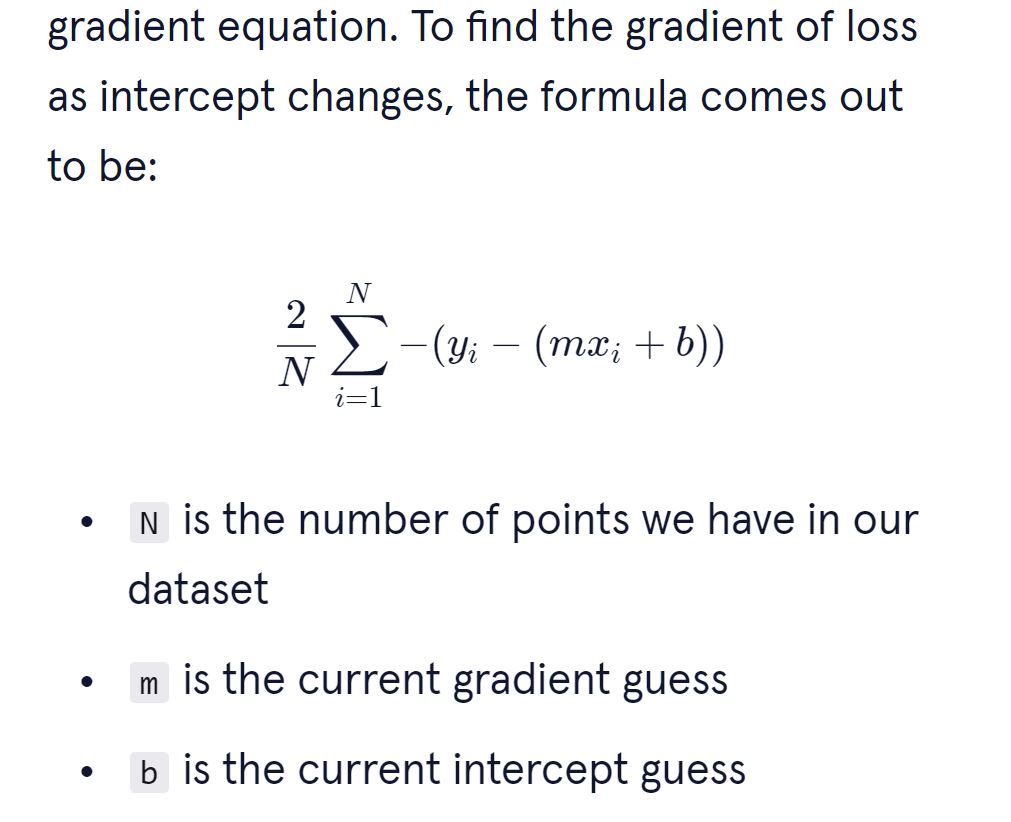 gradient equation. To find the gradient of loss
as intercept changes, the formula comes out
to be:
$\frac{2}{N} \sum_{i=1}^{N} -(y_i - (mx_i + b))$
• N is the number of points we have in our
dataset
• m is the current gradient guess
• b is the current intercept guess